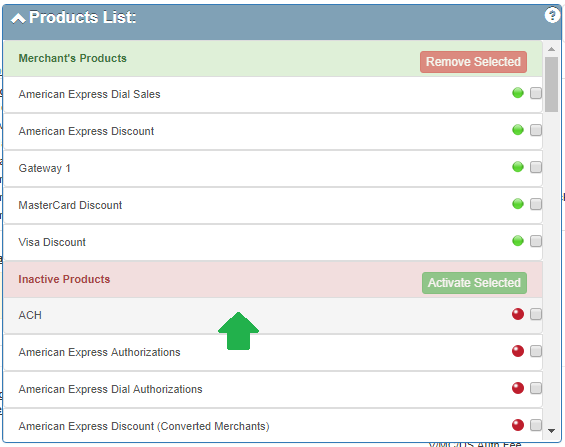 Products List:
?
Merchant's Products
Remove Selected
American Express Dial Sales
American Express Discount
Gateway 1
MasterCard Discount
Visa Discount
Inactive Products
Activate Selected
ACH
American Express Authorizations
American Express Dial Authorizations
American Express Discount (Converted Merchants)